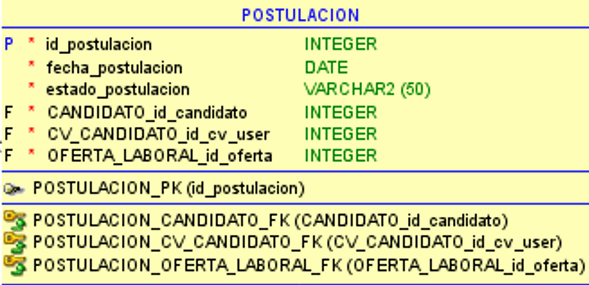 POSTULACION
P * id_postulacion INTEGER
* fecha_postulacion DATE
* estado_postulacion VARCHAR2 (50)
F * CANDIDATO_id_candidato INTEGER
F * CV_CANDIDATO_id_cv_user INTEGER
F * OFERTA_LABORAL_id_oferta INTEGER
POSTULACION_PK (id_postulacion)
POSTULACION_CANDIDATO_FK (CANDIDATO_id_candidato)
POSTULACION_CV_CANDIDATO_FK (CV_CANDIDATO_id_cv_user)
POSTULACION_OFERTA_LABORAL_FK (OFERTA_LABORAL_id_oferta)